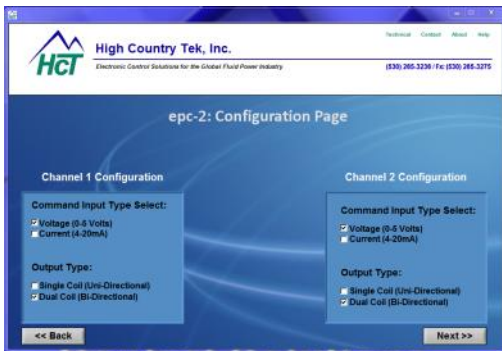 Technical Contact About Help
HCT
High Country Tek, Inc.
Electronic Control Solutions for the Global Fluid Power Industry
(530) 265-3236 / Fx: (530) 265-3275
epc-2: Configuration Page
Channel 1 Configuration
Command Input Type Select:
Voltage (0-5 Volts)
Current (4-20mA)
Output Type:
Single Coil (Uni-Directional)
Dual Coil (Bi-Directional)
Channel 2 Configuration
Command Input Type Select:
Voltage (0-5 Volts)
Current (4-20mA)
Output Type:
Single Coil (Uni-Directional)
Dual Coil (Bi-Directional)
<< Back
Next >>